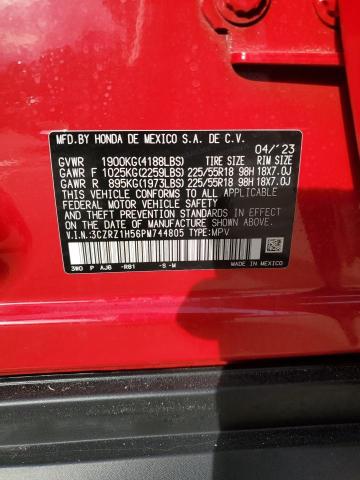 MFD.BY HONDA DE MEXICO S.A. DE C.V. 04/'23
GVWR 1900KG(4188LBS) TIRE SIZE RIM SIZE
GAWR F 1025KG(2259LBS) 225/55R18 98H 18X7.0J
GAWR R 895KG(1973LBS) 225/55R18 98H 18X7.0J
THIS VEHICLE CONFORMS TO ALL APPLICABLE
FEDERAL MOTOR VEHICLE SAFETY
AND THEFT PREVENTION STANDARDS
IN EFFECT ON THE DATE OF
MANUFACTURE SHOWN ABOVE.
V.I.N.:3CZRZ1H56PM744805 TYPE:MPV
3WO P AJB -R81 -S-M
MADE IN MEXICO